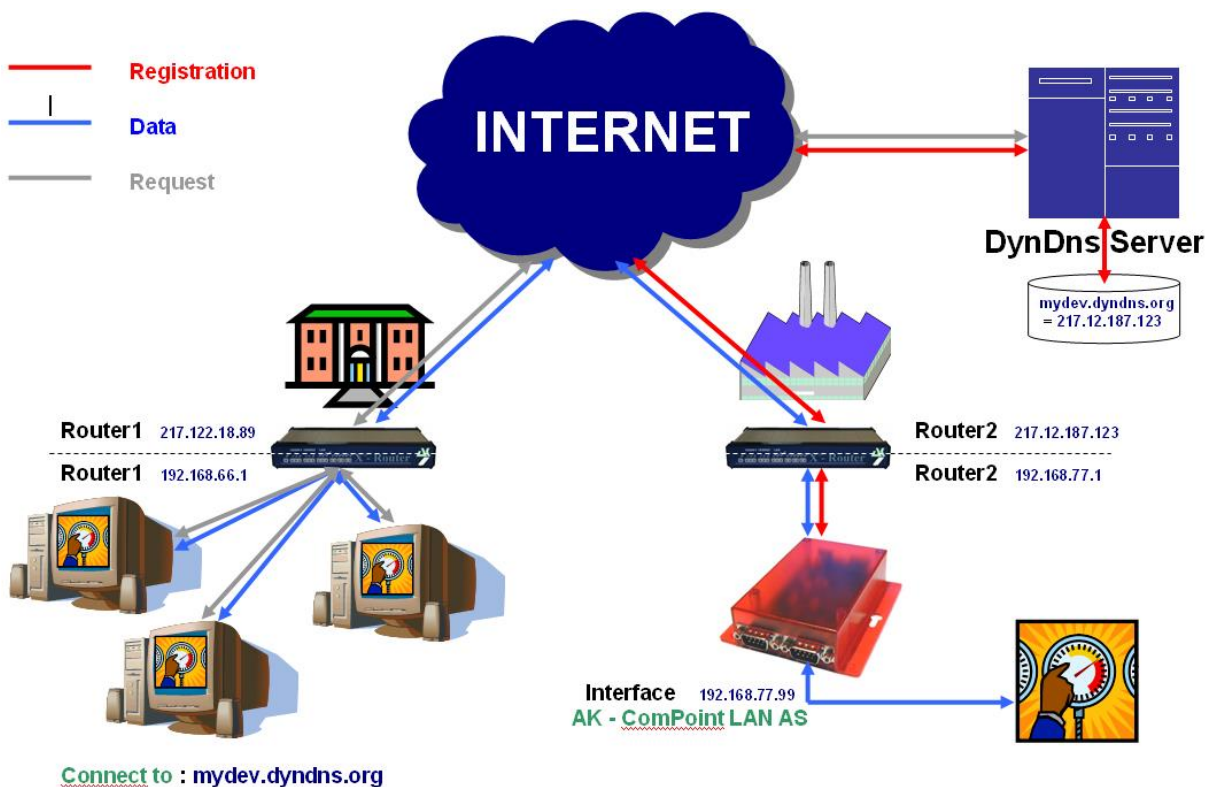 Registration
Data
Request
INTERNET
DynDns Server
mydev.dyndns.org
= 217.12.187.123
Router1 217.122.18.89
Router1 192.168.66.1
X - Router
X - Router
Router2 217.12.187.123
Router2 192.168.77.1
Interface 192.168.77.99
AK - ComPoint LAN AS
Connect to : mydev.dyndns.org